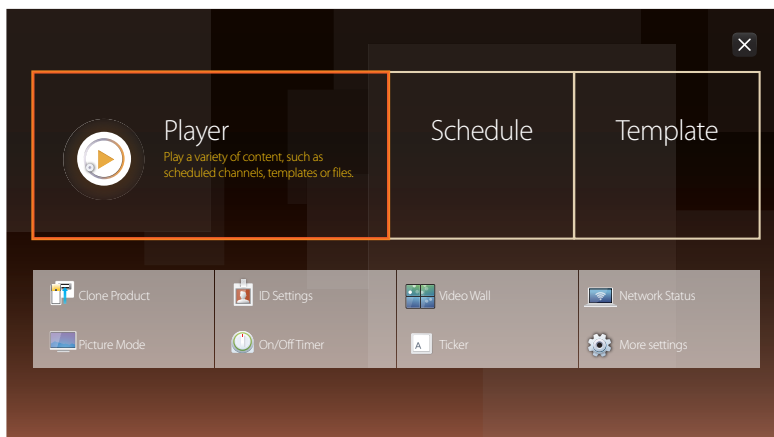 Player
Play a variety of content, such as
scheduled channels, templates or files.
Schedule
Template
Clone Product
ID Settings
Video Wall
Network Status
Picture Mode
On/Off Timer
A
Ticker
More settings